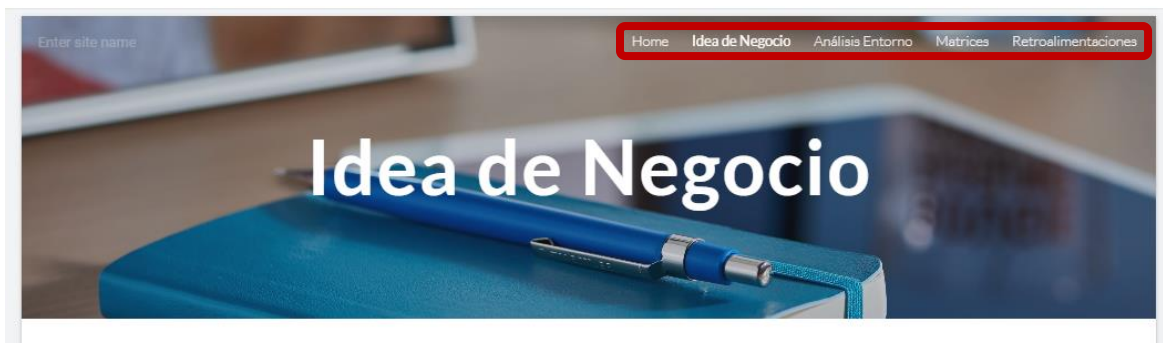 Enter site name
Home Idea de Negocio Análisis Entorno Matrices Retroalimentaciones
Idea de Negocio